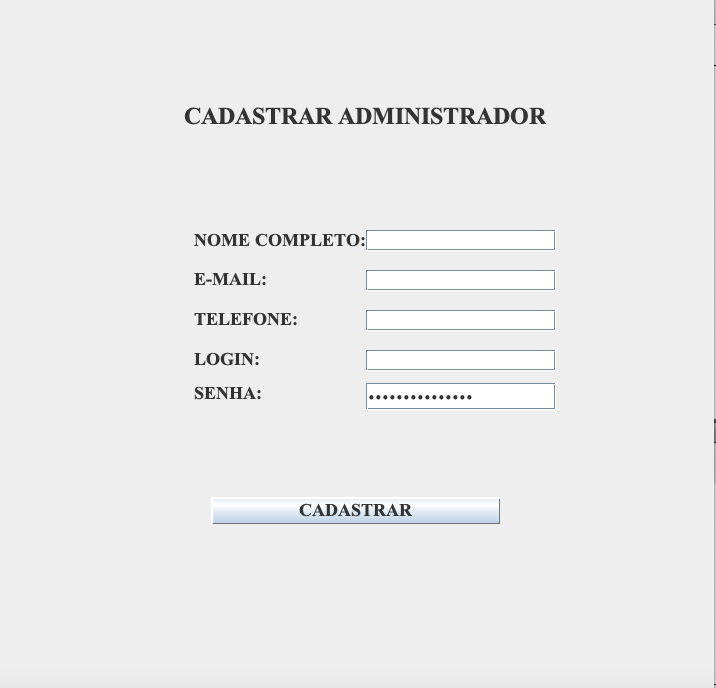 CADASTRAR ADMINISTRADOR
NOME COMPLETO:
E-MAIL:
TELEFONE:
LOGIN:
SENHA: •••••••••••••••
CADASTRAR